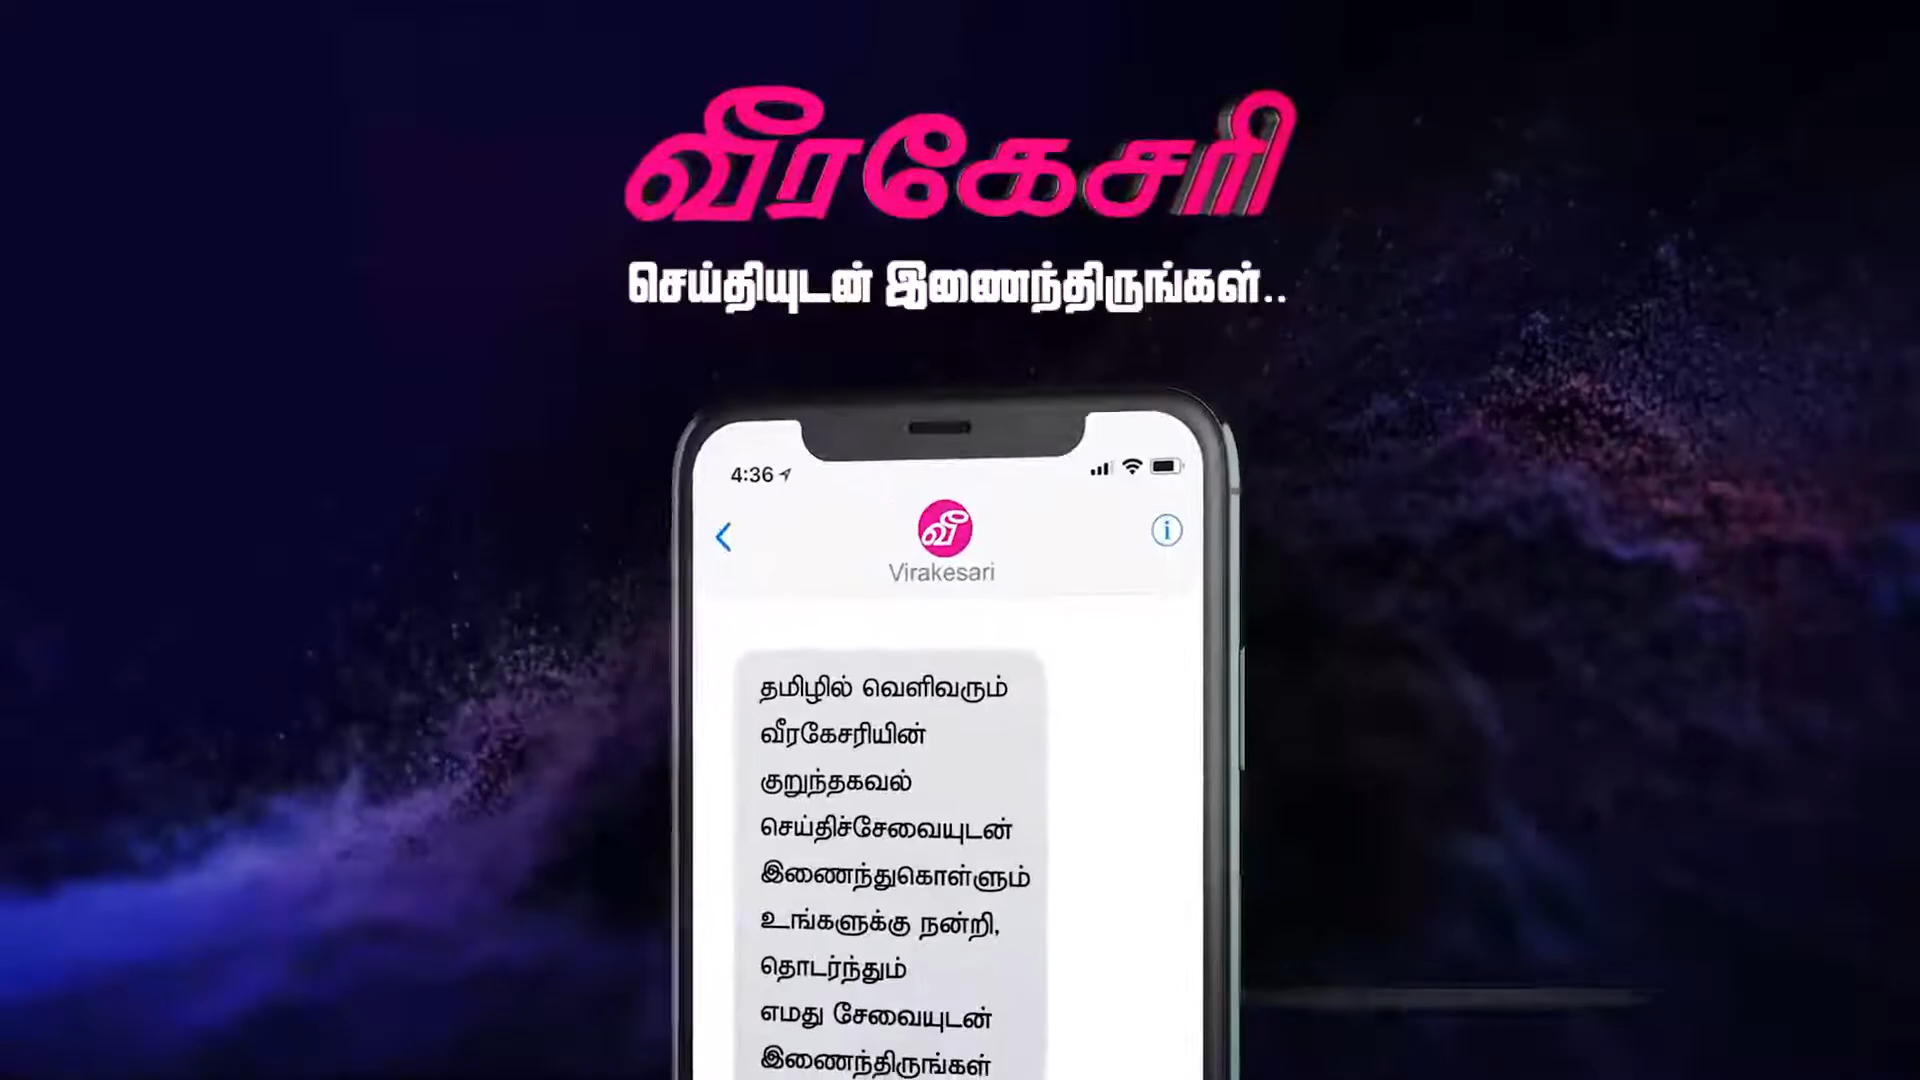 வீரகேசரி
செய்தியுடன் இணைந்திருங்கள்..
4:36
வீ
Virakesari
தமிழில் வெளிவரும்
வீரகேசரியின்
குறுந்தகவல்
செய்திச்சேவையுடன்
இணைந்துகொள்ளும்
உங்களுக்கு நன்றி,
தொடர்ந்தும்
எமது சேவையுடன்
இணைந்திருங்கள்